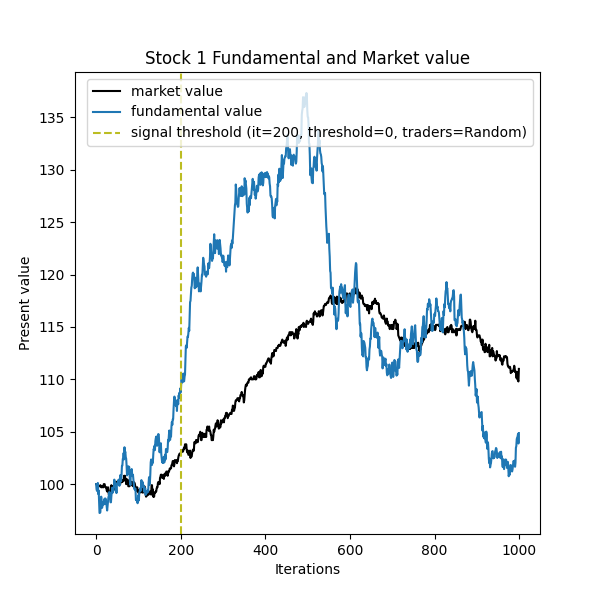 Stock 1 Fundamental and Market value
market value
fundamental value
signal threshold (it=200, threshold=0, traders=Random)
135
130
125
120
115
110
105
100
Present value
0 200 400 600 800 1000
Iterations